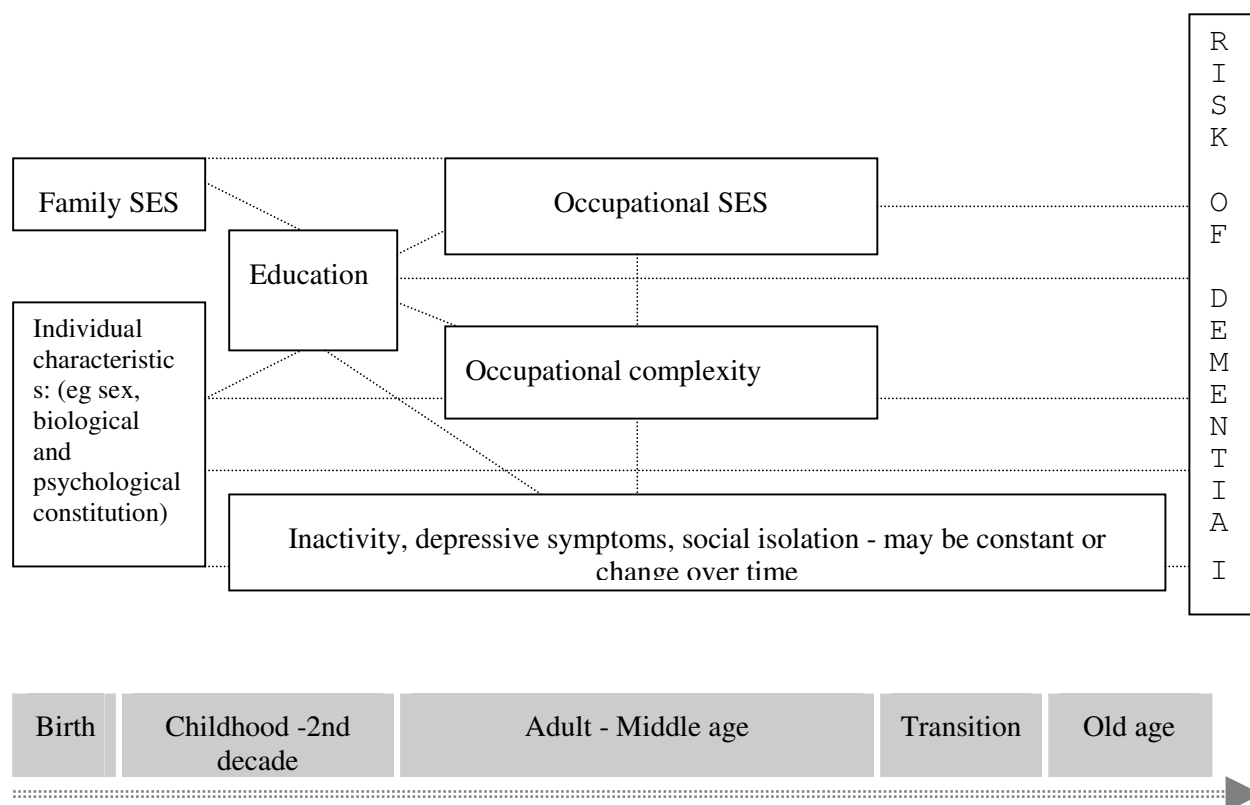 Family SES
Occupational SES
Education
Individual
characteristic
s: (eg sex,
biological
and
psychological
constitution)
Occupational complexity
Inactivity, depressive symptoms, social isolation - may be constant or
change over time
R
I
S
K
O
F
D
E
M
E
N
T
I
A
I
Birth
Childhood -2nd
decade
Adult - Middle age
Transition
Old age